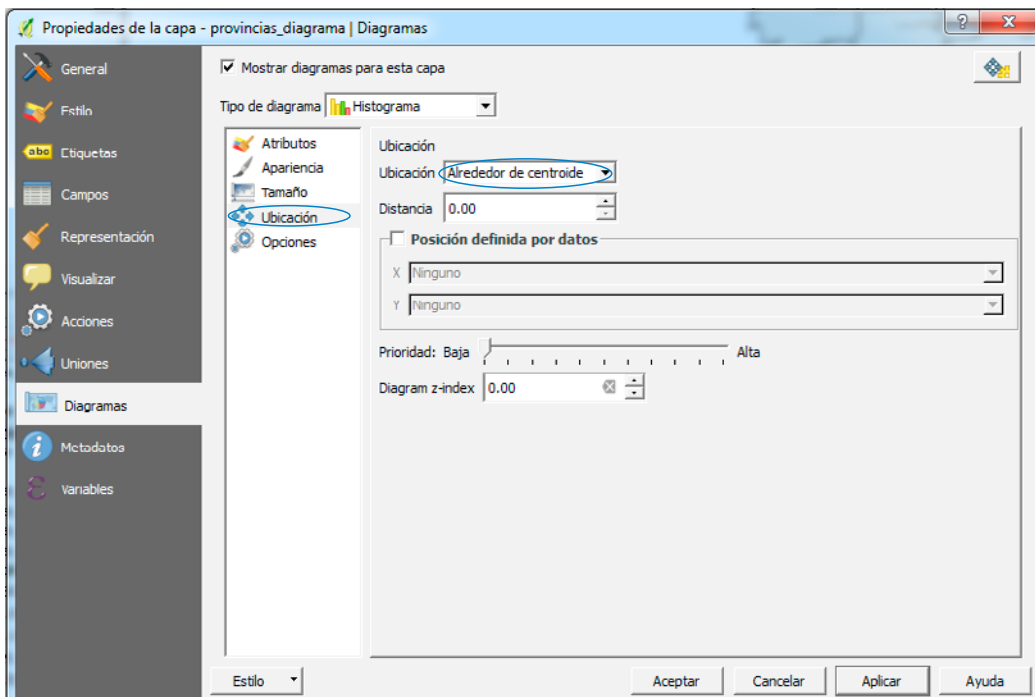 Propiedades de la capa - provincias_diagrama | Diagramas
General
Estilo
abc Etiquetas
Campos
Representación
Visualizar
Acciones
Uniones
Diagramas
Metadatos
Variables
Mostrar diagramas para esta capa
Tipo de diagrama Histograma
Atributos
Apariencia
Tamaño
Ubicación
Opciones
Ubicación
Ubicación Alrededor de centroide
Distancia 0.00
Posición definida por datos
X Ninguno
Y Ninguno
Prioridad: Baja Alta
Diagram z-index 0.00
Estilo Aceptar Cancelar Aplicar Ayuda